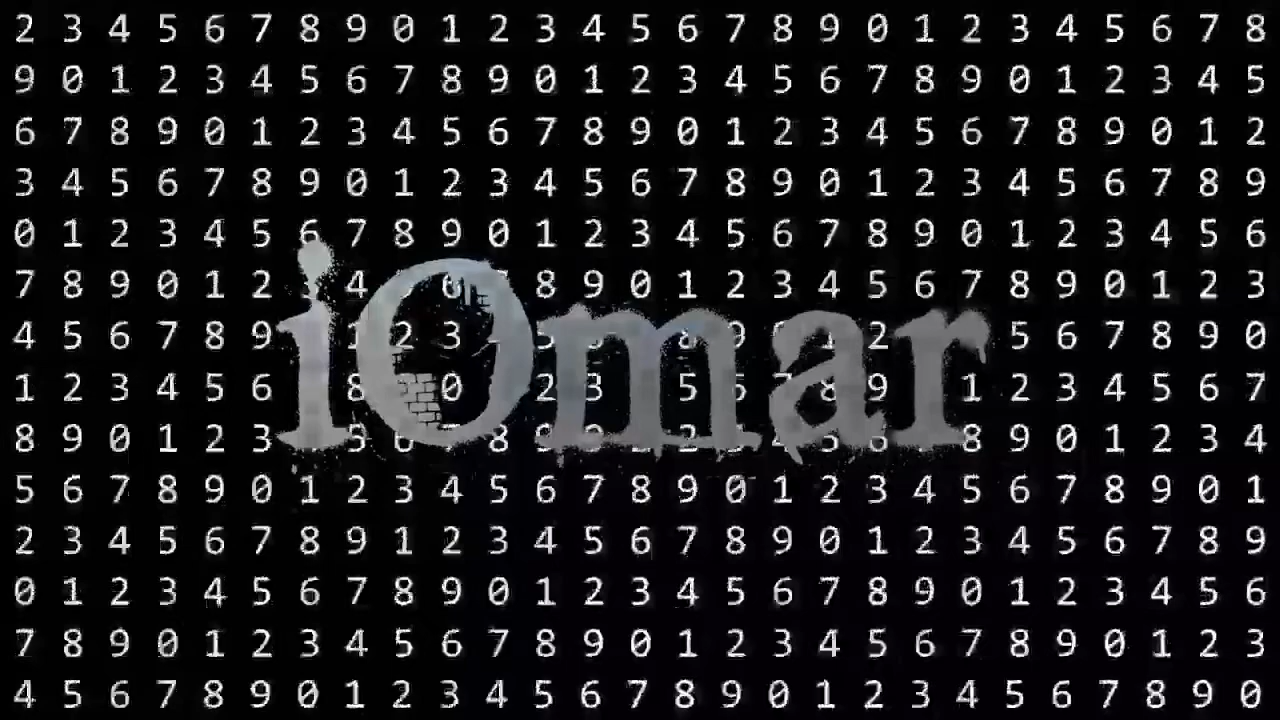 2 3 4 5 6 7 8 9 0 1 2 3 4 5 6 7 8 9 0 1 2 3 4 5 6 7 8
9 0 1 2 3 4 5 6 7 8 9 0 1 2 3 4 5 6 7 8 9 0 1 2 3 4 5
6 7 8 9 0 1 2 3 4 5 6 7 8 9 0 1 2 3 4 5 6 7 8 9 0 1 2
3 4 5 6 7 8 9 0 1 2 3 4 5 6 7 8 9 0 1 2 3 4 5 6 7 8 9
0 1 2 3 4 5 6 7 8 9 0 1 2 3 4 5 6 7 8 9 0 1 2 3 4 5 6
7 8 9 0 1 2 4 8 9 0 1 2 3 4 5 6 7 8 9 0 1 2 3
iOmar
4 5 6 7 8 9 1 2 3 2 5 6 7 8 9 0
1 2 3 4 5 6 8 0 2 3 5 8 9 1 2 3 4 5 6 7
8 9 0 1 2 3 5 6 8 8 9 0 1 2 3 4
5 6 7 8 9 0 1 2 3 4 5 6 7 8 9 0 1 2 3 4 5 6 7 8 9 0 1
2 3 4 5 6 7 8 9 1 2 3 4 5 6 7 8 9 0 1 2 3 4 5 6 7 8 9
0 1 2 3 4 5 6 7 8 9 0 1 2 3 4 5 6 7 8 9 0 1 2 3 4 5 6
7 8 9 0 1 2 3 4 5 6 7 8 9 0 1 2 3 4 5 6 7 8 9 0 1 2 3
4 5 6 7 8 9 0 1 2 3 4 5 6 7 8 9 0 1 2 3 4 5 6 7 8 9 0